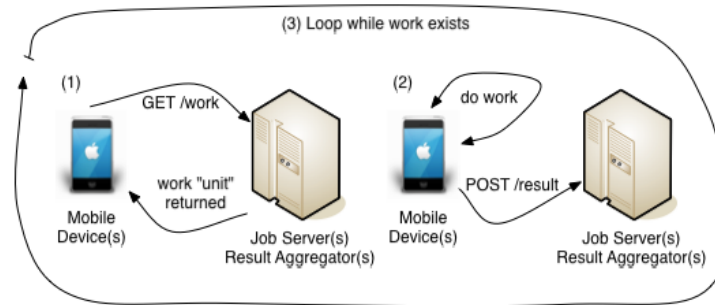 (3) Loop while work exists
(1)
GET /work
work "unit"
returned
Mobile
Device(s)
Job Server(s)
Result Aggregator(s)
(2)
do work
POST /result
Mobile
Device(s)
Job Server(s)
Result Aggregator(s)